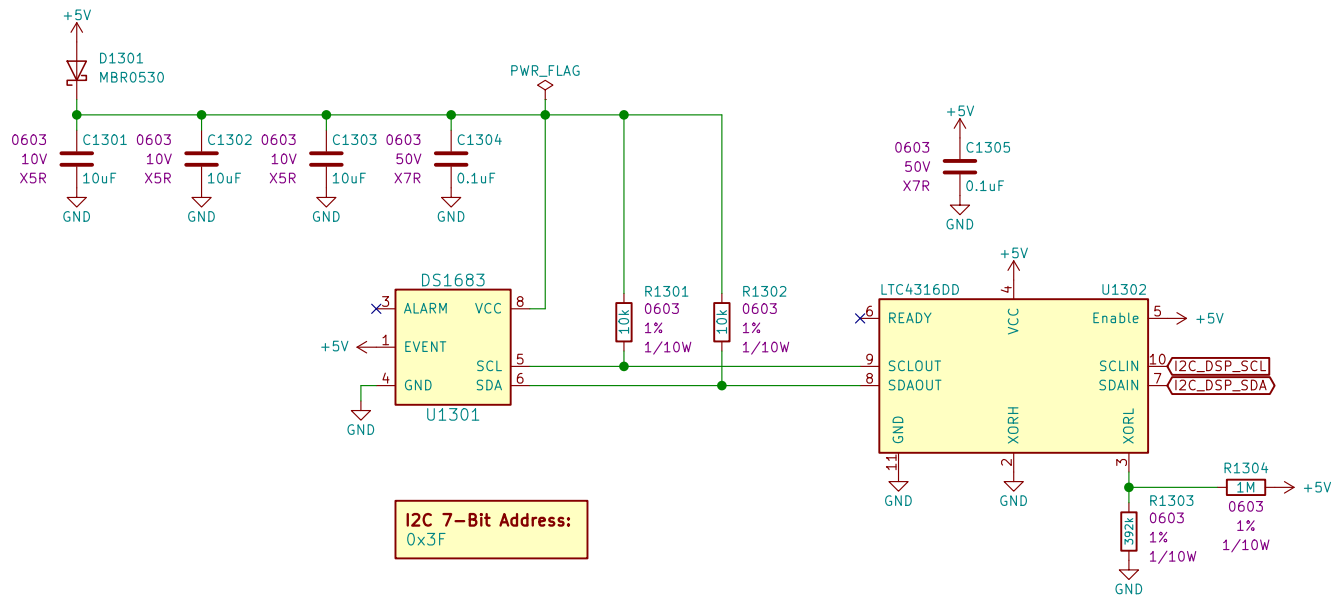 +5V
D1301
MBR0530
PWR_FLAG
0603
10V
X5R
C1301
10uF
GND
0603
10V
X5R
C1302
10uF
GND
0603
10V
X5R
C1303
10uF
GND
0603
50V
X7R
C1304
0.1uF
GND
+5V
0603
50V
X7R
C1305
0.1uF
GND
DS1683
3 ALARM VCC 8
+5V 1 EVENT
SCL 5
4 GND SDA 6
U1301
GND
R1301
0603
1%
1/10W
10k
R1302
0603
1%
1/10W
10k
+5V
LTC4316DD 4 U1302
6 READY VCC Enable 5 +5V
9 SCLOUT SCLIN 10 I2C_DSP_SCL
8 SDAOUT SDAIN 7 I2C_DSP_SDA
GND XORH XORL
11 2 3
GND
GND
R1304
1M
+5V
0603
1%
1/10W
R1303
0603
1%
1/10W
392k
GND
I2C 7-Bit Address:
0x3F